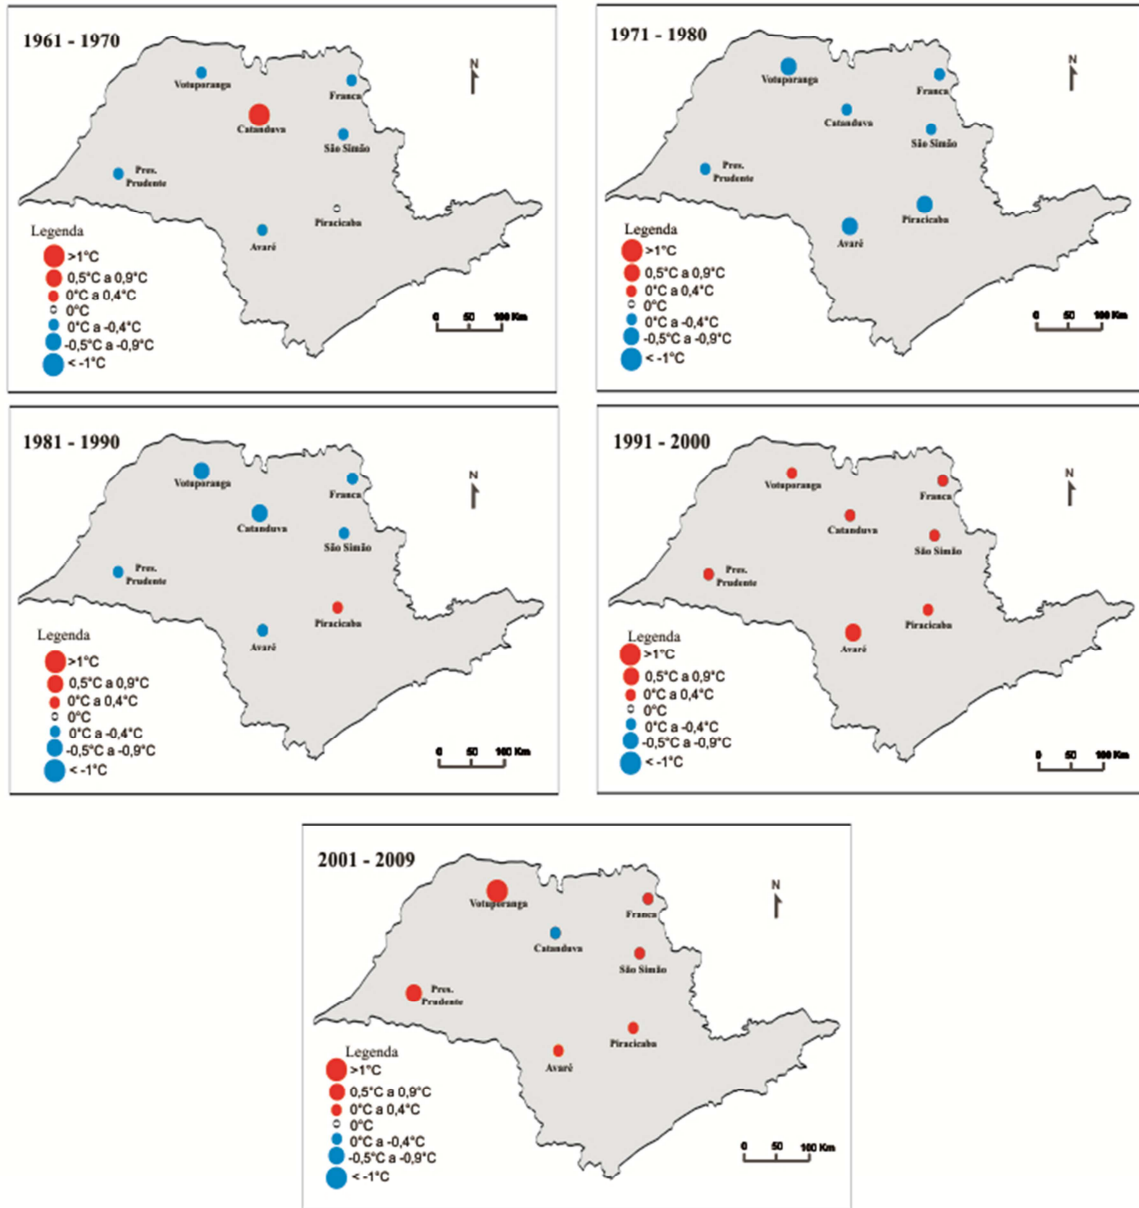 1961 - 1970
N
Votuporanga
Franca
Catanduva
São Simão
Pres.
Prudente
Piracicaba
Avaré
Legenda
>1°C
0,5°C a 0,9°C
0°C a 0,4°C
0°C
0°C a -0,4°C
-0,5°C a -0,9°C
< -1°C
0 50 100 Km
1971 - 1980
N
Votuporanga
Franca
Catanduva
São Simão
Pres.
Prudente
Piracicaba
Avaré
Legenda
>1°C
0,5°C a 0,9°C
0°C a 0,4°C
0°C
0°C a -0,4°C
-0,5°C a -0,9°C
< -1°C
0 50 100 Km
1981 - 1990
N
Votuporanga
Franca
Catanduva
São Simão
Pres.
Prudente
Piracicaba
Avaré
Legenda
>1°C
0,5°C a 0,9°C
0°C a 0,4°C
0°C
0°C a -0,4°C
-0,5°C a -0,9°C
< -1°C
0 50 100 Km
1991 - 2000
N
Votuporanga
Franca
Catanduva
São Simão
Pres.
Prudente
Piracicaba
Avaré
Legenda
>1°C
0,5°C a 0,9°C
0°C a 0,4°C
0°C
0°C a -0,4°C
-0,5°C a -0,9°C
< -1°C
0 50 100 Km
2001 - 2009
N
Votuporanga
Franca
Catanduva
São Simão
Pres.
Prudente
Piracicaba
Avaré
Legenda
>1°C
0,5°C a 0,9°C
0°C a 0,4°C
0°C
0°C a -0,4°C
-0,5°C a -0,9°C
< -1°C
0 50 100 Km